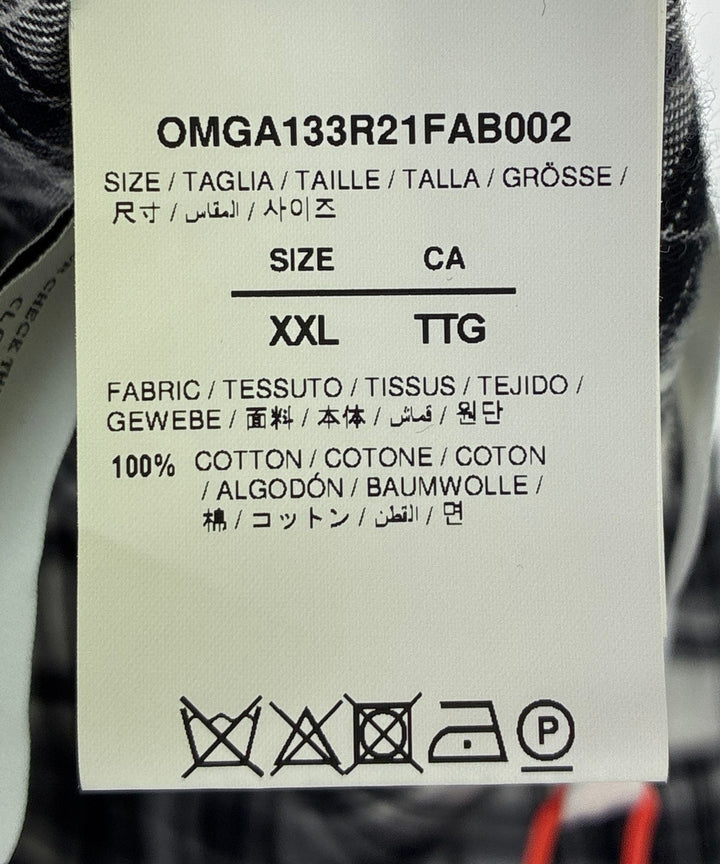 OMGA133R21FAB002
SIZE / TAGLIA / TAILLE / TALLA / GRÖSSE /
尺寸 / المقاس / 사이즈
SIZE CA
XXL TTG
FABRIC / TESSUTO / TISSUS / TEJIDO /
GEWEBE / 面料 / 本体 / قماش / 원단
100% COTTON / COTONE / COTON
/ ALGODÓN / BAUMWOLLE /
棉 / コットン / القطن / 면
P